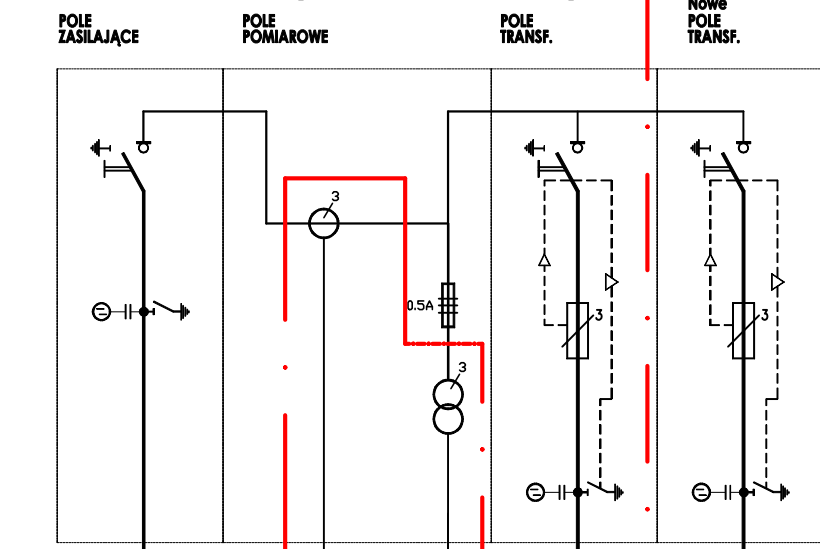 POLE
ZASILAJĄCE
POLE
POMIAROWE
POLE
TRANSF.
Nowe
POLE
TRANSF.
3
0.5A
3
3
3